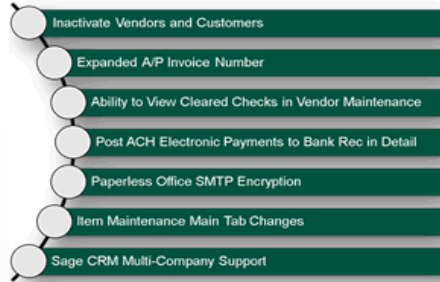 Inactivate Vendors and Customers
Expanded A/P Invoice Number
Ability to View Cleared Checks in Vendor Maintenance
Post ACH Electronic Payments to Bank Rec in Detail
Paperless Office SMTP Encryption
Item Maintenance Main Tab Changes
Sage CRM Multi-Company Support